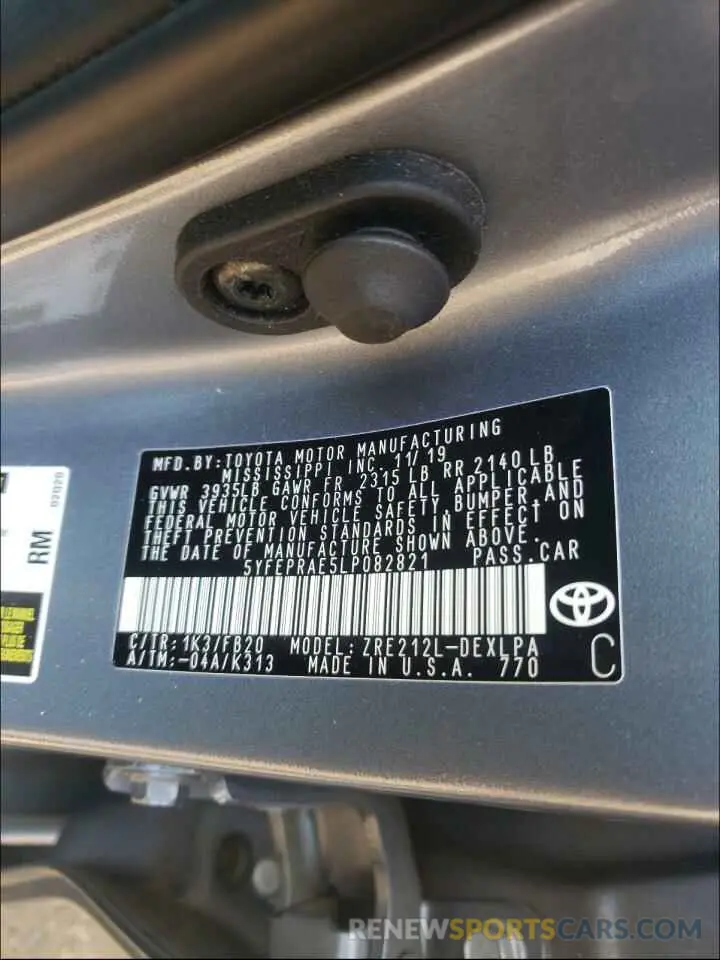 MFD. BY: TOYOTA MOTOR MANUFACTURING
MISSISSIPPI INC. 11/19
GVWR 3935LB GAWR FR 2315 LB, RR 2140 LB
THIS VEHICLE CONFORMS TO ALL APPLICABLE
FEDERAL MOTOR VEHICLE SAFETY, BUMPER, AND
THEFT PREVENTION STANDARDS IN EFFECT ON
THE DATE OF MANUFACTURE SHOWN ABOVE.
5YFEPRAE5LP082821 PASS. CAR
C/TR: 1K3/FB20 MODEL: ZRE212L-DEXLPA
A/TM: -04A/K313 MADE IN U.S.A. 770
C
RM
02020
RENEWSPORTSCARS.COM